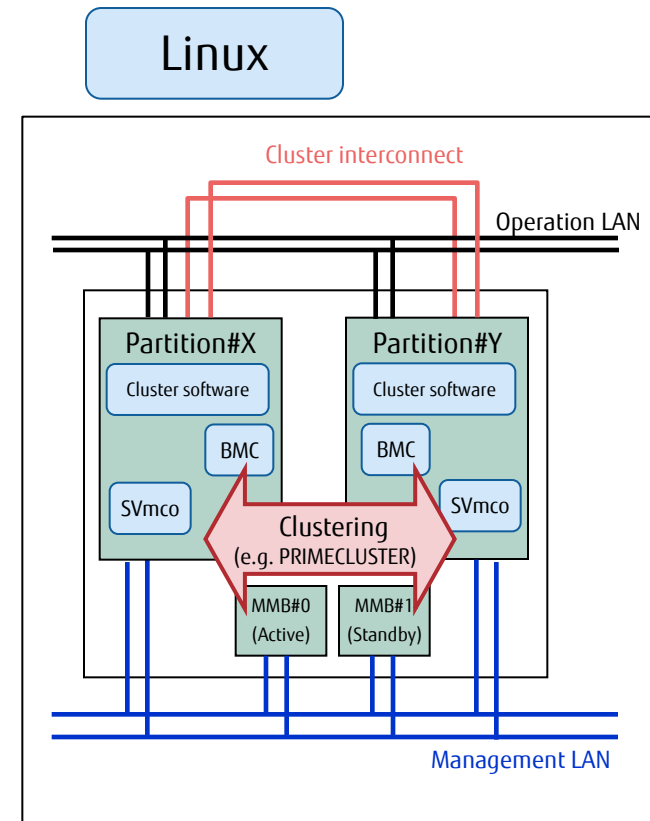 Linux
Cluster interconnect
Operation LAN
Partition#X
Partition#Y
Cluster software
Cluster software
BMC
BMC
SVmco
SVmco
Clustering
(e.g. PRIMECLUSTER)
MMB#0
(Active)
MMB#1
(Standby)
Management LAN